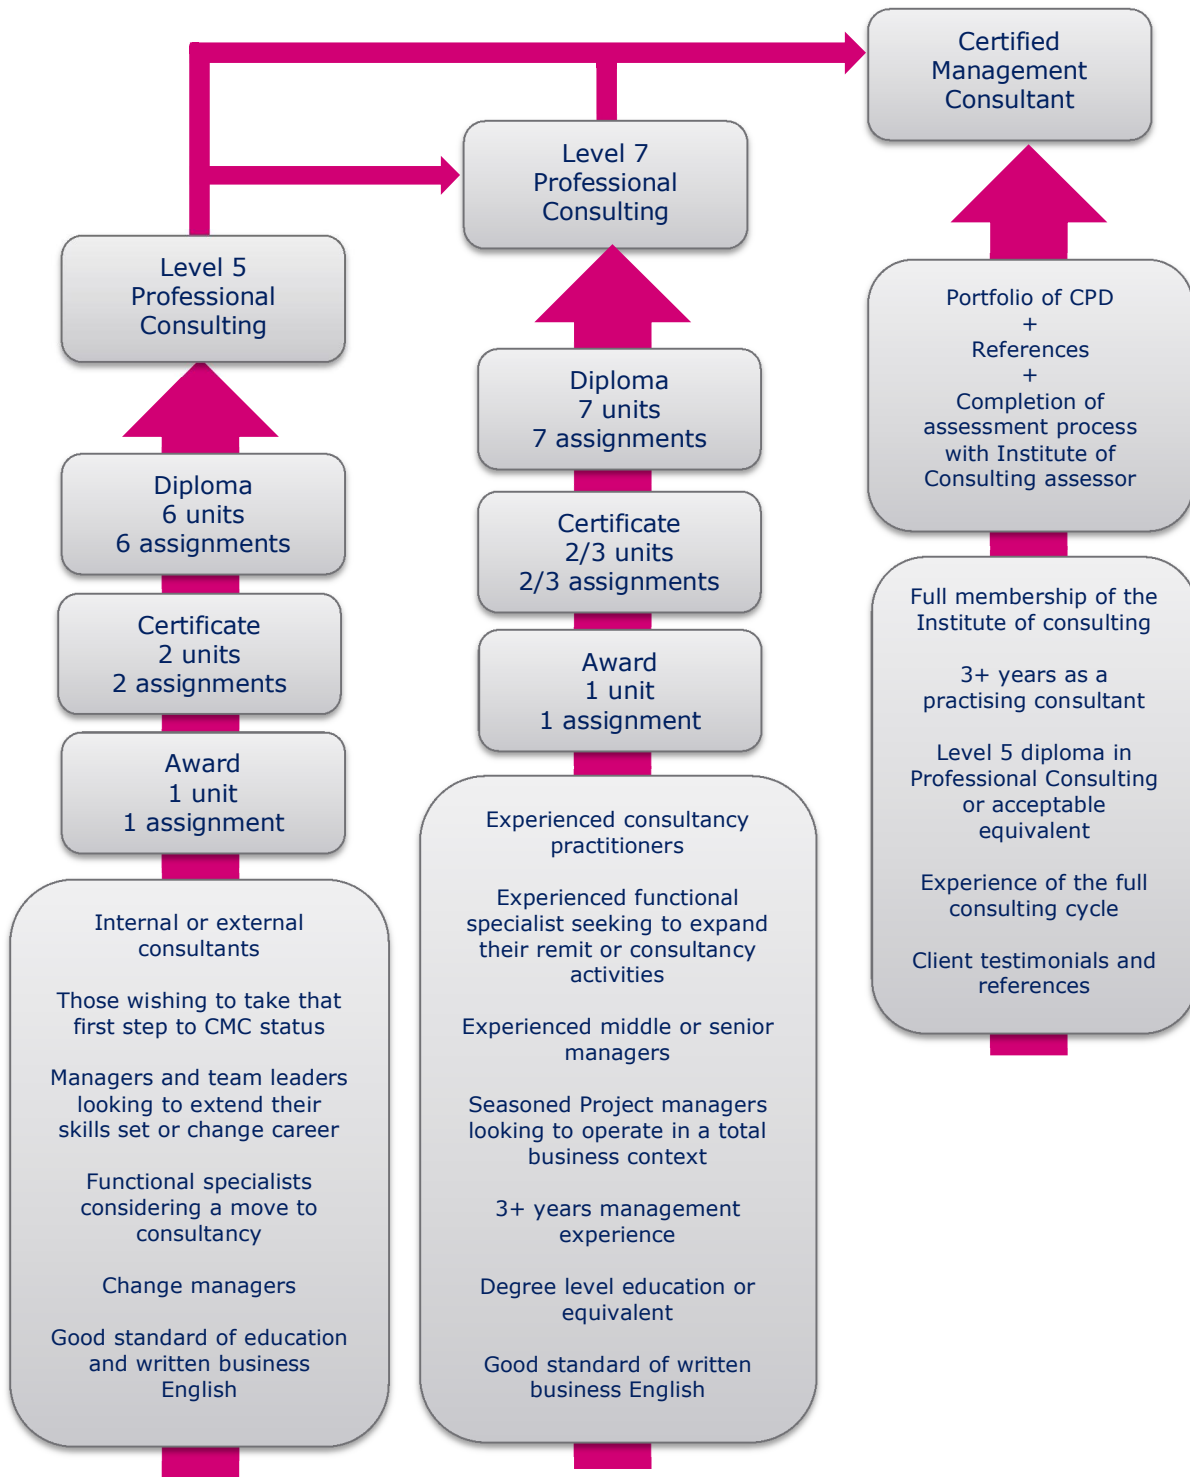 Certified
Management
Consultant
Level 7
Professional
Consulting
Level 5
Professional
Consulting
Diploma
6 units
6 assignments
Certificate
2 units
2 assignments
Award
1 unit
1 assignment
Internal or external
consultants
Those wishing to take that
first step to CMC status
Managers and team leaders
looking to extend their
skills set or change career
Functional specialists
considering a move to
consultancy
Change managers
Good standard of education
and written business
English
Diploma
7 units
7 assignments
Certificate
2/3 units
2/3 assignments
Award
1 unit
1 assignment
Experienced consultancy
practitioners
Experienced functional
specialist seeking to expand
their remit or consultancy
activities
Experienced middle or senior
managers
Seasoned Project managers
looking to operate in a total
business context
3+ years management
experience
Degree level education or
equivalent
Good standard of written
business English
Portfolio of CPD
+
References
+
Completion of
assessment process
with Institute of
Consulting assessor
Full membership of the
Institute of consulting
3+ years as a
practising consultant
Level 5 diploma in
Professional Consulting
or acceptable
equivalent
Experience of the full
consulting cycle
Client testimonials and
references